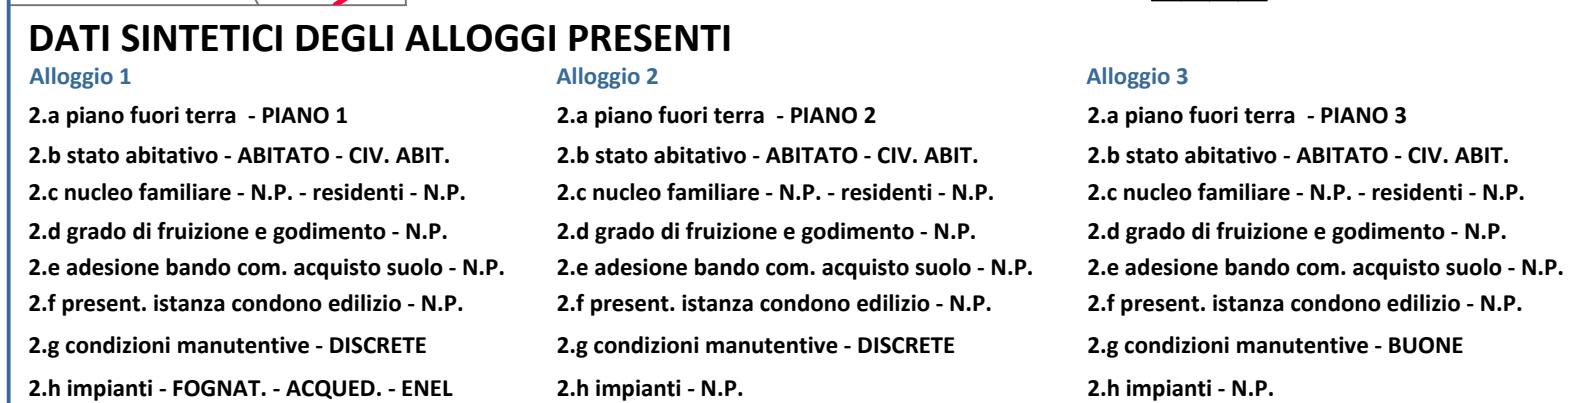 DATI SINTETICI DEGLI ALLOGGI PRESENTI
Alloggio 1
2.a piano fuori terra - PIANO 1
2.b stato abitativo - ABITATO - CIV. ABIT.
2.c nucleo familiare - N.P. - residenti - N.P.
2.d grado di fruizione e godimento - N.P.
2.e adesione bando com. acquisto suolo - N.P.
2.f present. istanza condono edilizio - N.P.
2.g condizioni manutentive - DISCRETE
2.h impianti - FOGNAT. - ACQUED. - ENEL
Alloggio 2
2.a piano fuori terra - PIANO 2
2.b stato abitativo - ABITATO - CIV. ABIT.
2.c nucleo familiare - N.P. - residenti - N.P.
2.d grado di fruizione e godimento - N.P.
2.e adesione bando com. acquisto suolo - N.P.
2.f present. istanza condono edilizio - N.P.
2.g condizioni manutentive - DISCRETE
2.h impianti - N.P.
Alloggio 3
2.a piano fuori terra - PIANO 3
2.b stato abitativo - ABITATO - CIV. ABIT.
2.c nucleo familiare - N.P. - residenti - N.P.
2.d grado di fruizione e godimento - N.P.
2.e adesione bando com. acquisto suolo - N.P.
2.f present. istanza condono edilizio - N.P.
2.g condizioni manutentive - BUONE
2.h impianti - N.P.